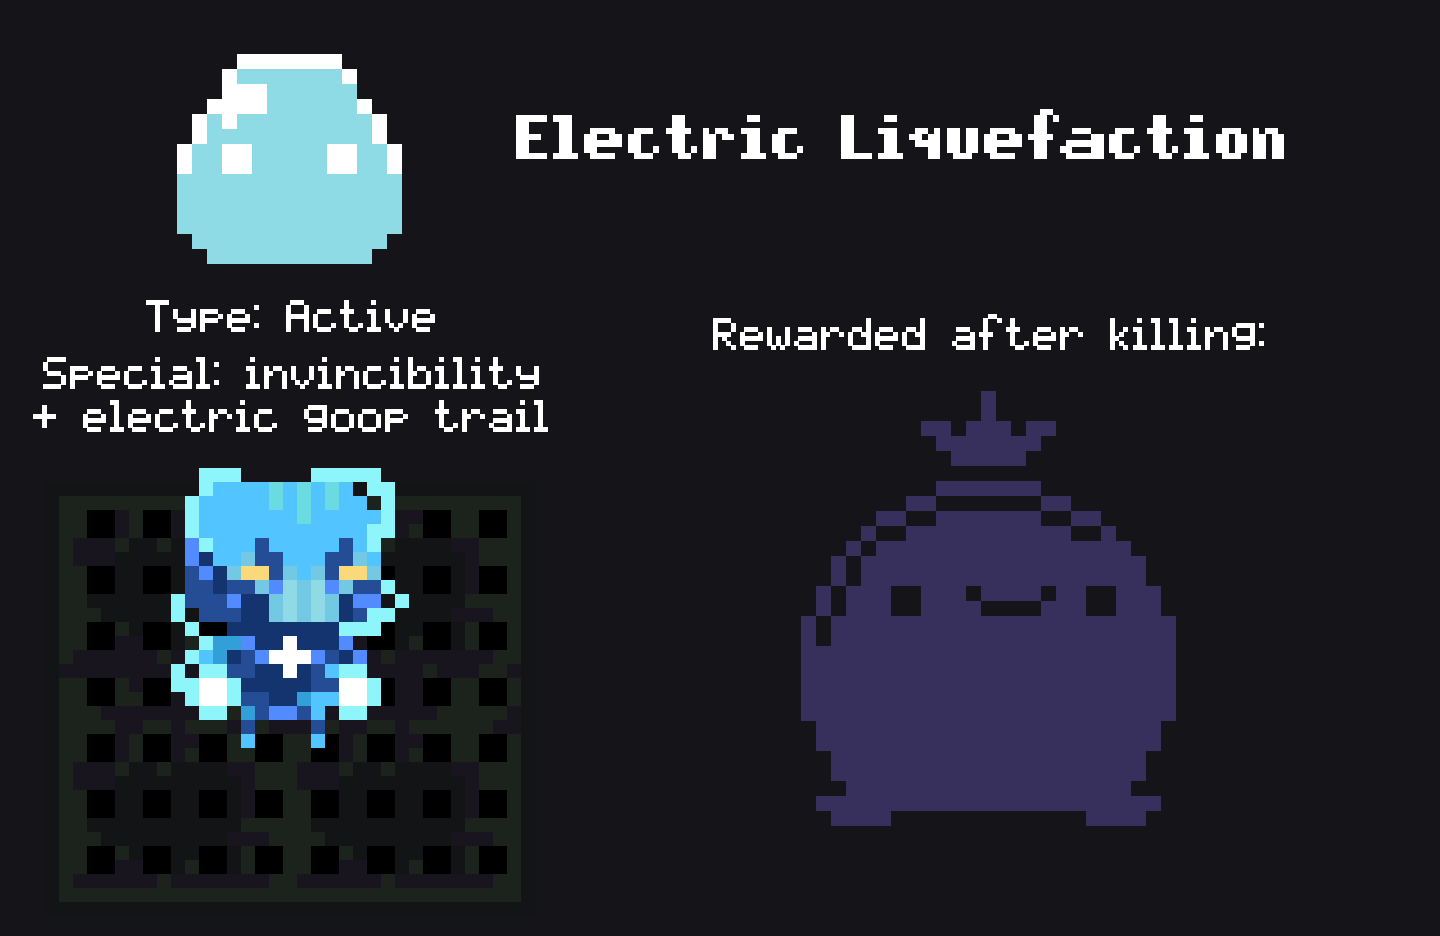 Electric Liquefaction
Type: Active
Special: invincibility
+ electric goop trail
Rewarded after killing: